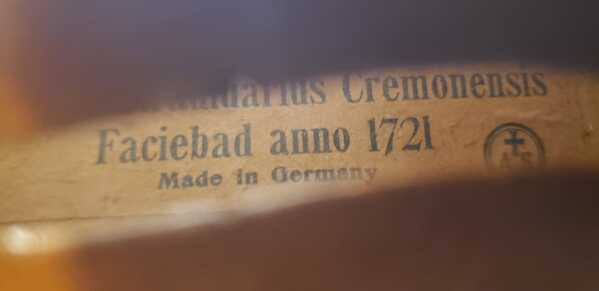 Cremonensis
Faciebad anno 1721
Made in Germany